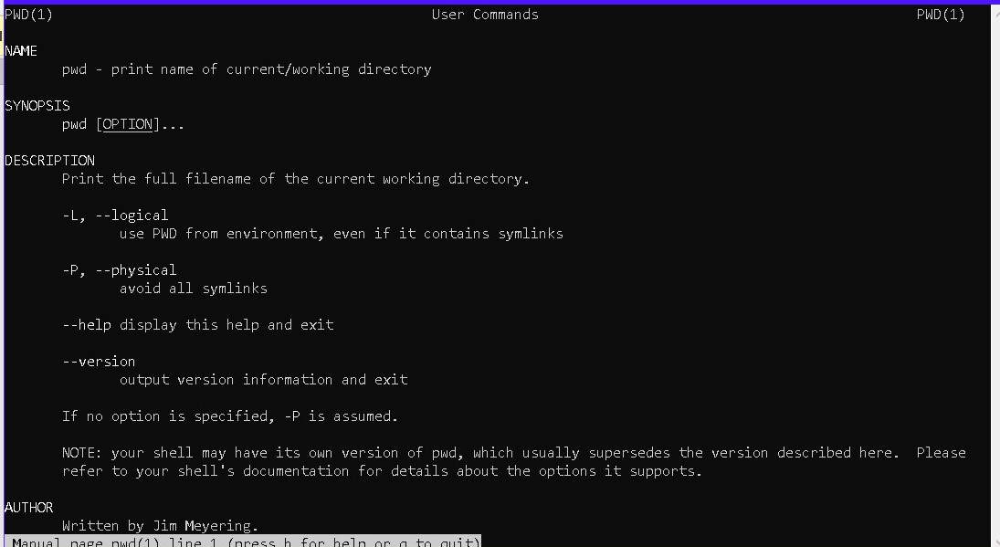 PWD(1) User Commands PWD(1)
NAME
pwd - print name of current/working directory
SYNOPSIS
pwd [OPTION]...
DESCRIPTION
Print the full filename of the current working directory.
-L, --logical
use PWD from environment, even if it contains symlinks
-P, --physical
avoid all symlinks
--help display this help and exit
--version
output version information and exit
If no option is specified, -P is assumed.
NOTE: your shell may have its own version of pwd, which usually supersedes the version described here. Please
refer to your shell's documentation for details about the options it supports.
AUTHOR
Written by Jim Meyering.
Manual page pwd(1) line 1 (press h for help or q to quit)